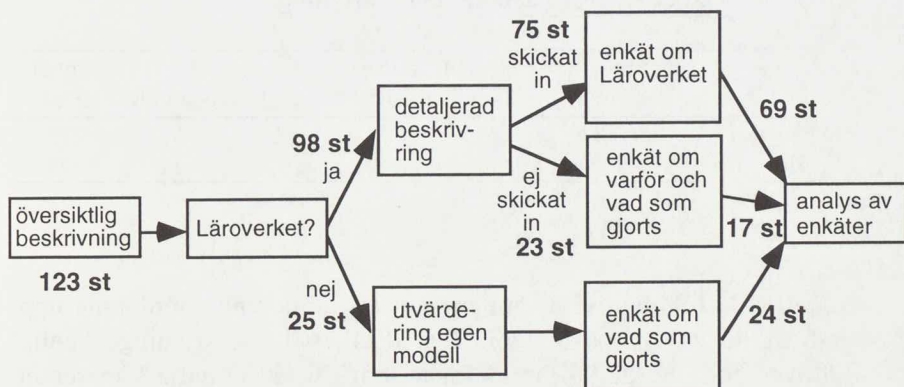 översiktlig
beskrivning
123 st
Läroverket?
98 st
ja
nej
25 st
detaljerad
beskriv-
ring
utvärde-
ring egen
modell
75 st
skickat
in
ej
skickat
in
23 st
enkät om
Läroverket
enkät om
varför och
vad som
gjorts
enkät om
vad som
gjorts
69 st
17 st
24 st
analys av
enkäter